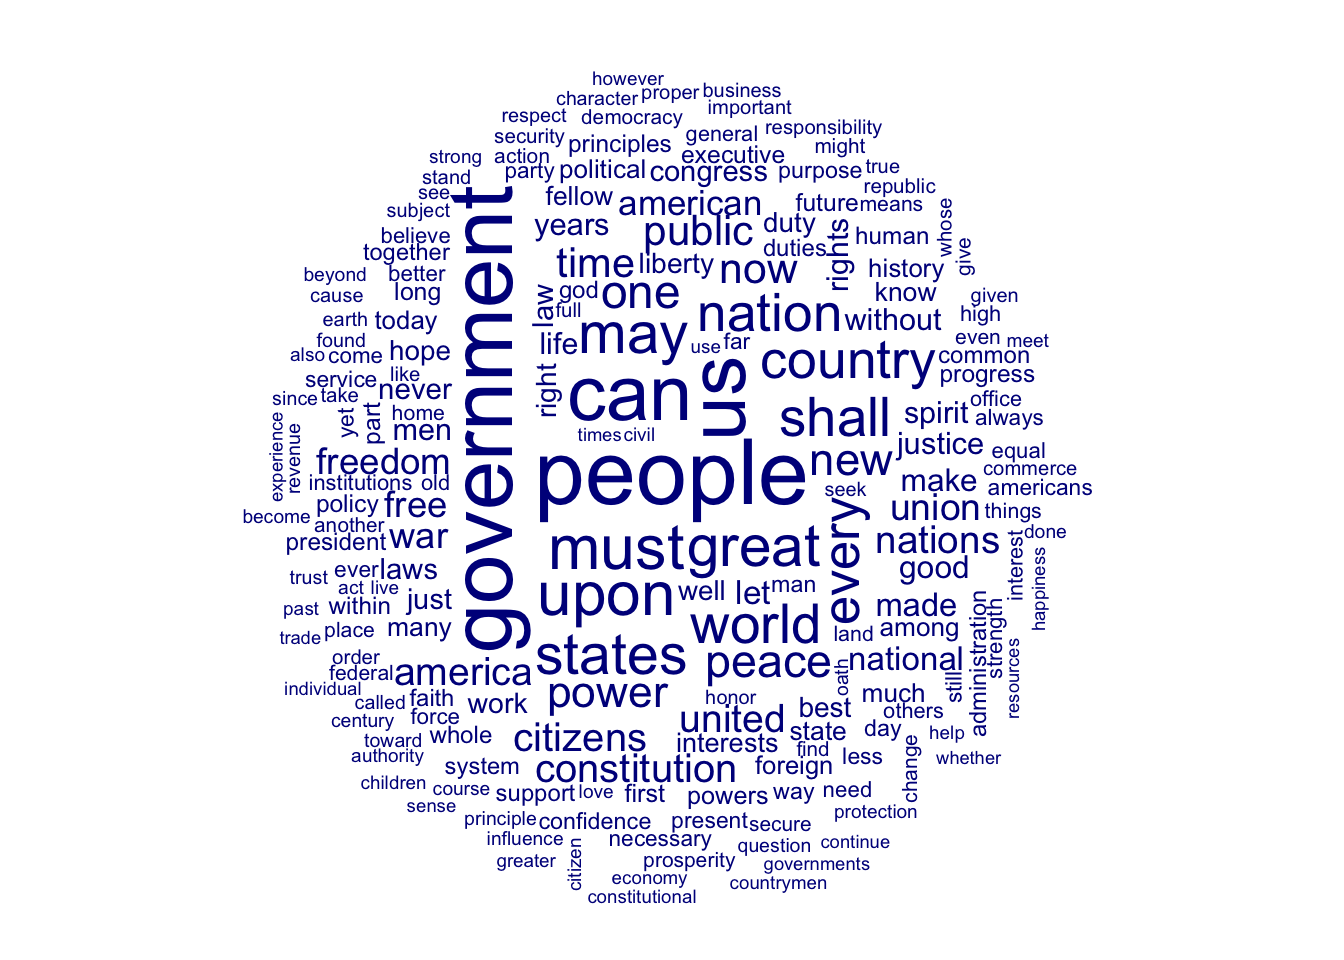 however
character proper business
respect democracy important
security principles general responsibility
strong action executive might
stand party political congress purpose true
see fellow american future means republic
subject years public duty rights human whose
believe government time liberty now duties history give
together god one know
beyond better law full nation without given
cause long life may use far country high
earth today right can us even meet
found hope shall common
also come like progress
service never spirit office
since take home times civil justice always
yet part men people new equal
experience revenue freedom seek make commerce
institutions old americans
policy free every union things
become another war must great nations done
president good interest
trust ever laws upon well let man made happiness
act live just world land among administration strength
past within many
trade place states peace national still resources
order america oath
federal power honor much
individual called faith work united best others
century force whole citizens state day help
toward interests find less whether
authority system constitution foreign change
children course support love first powers way need
sense protection
principle confidence present secure
influence necessary question continue
greater citizen prosperity governments
economy countrymen
constitutional